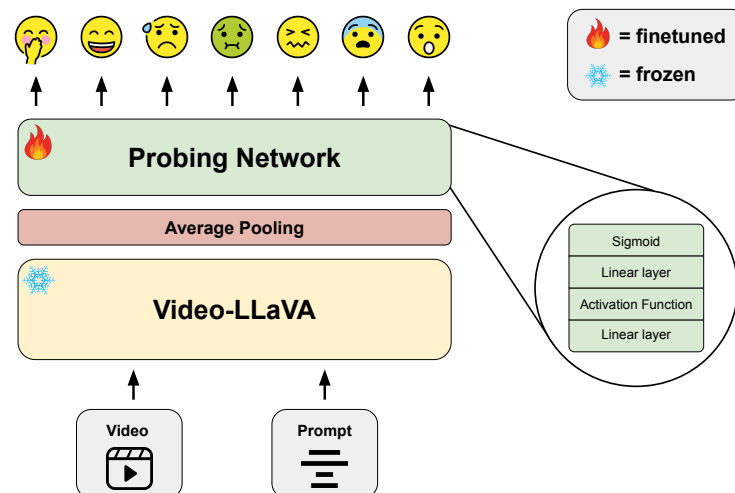 = finetuned
= frozen
Probing Network
Average Pooling
Video-LLaVA
Sigmoid
Linear layer
Activation Function
Linear layer
Video
Prompt